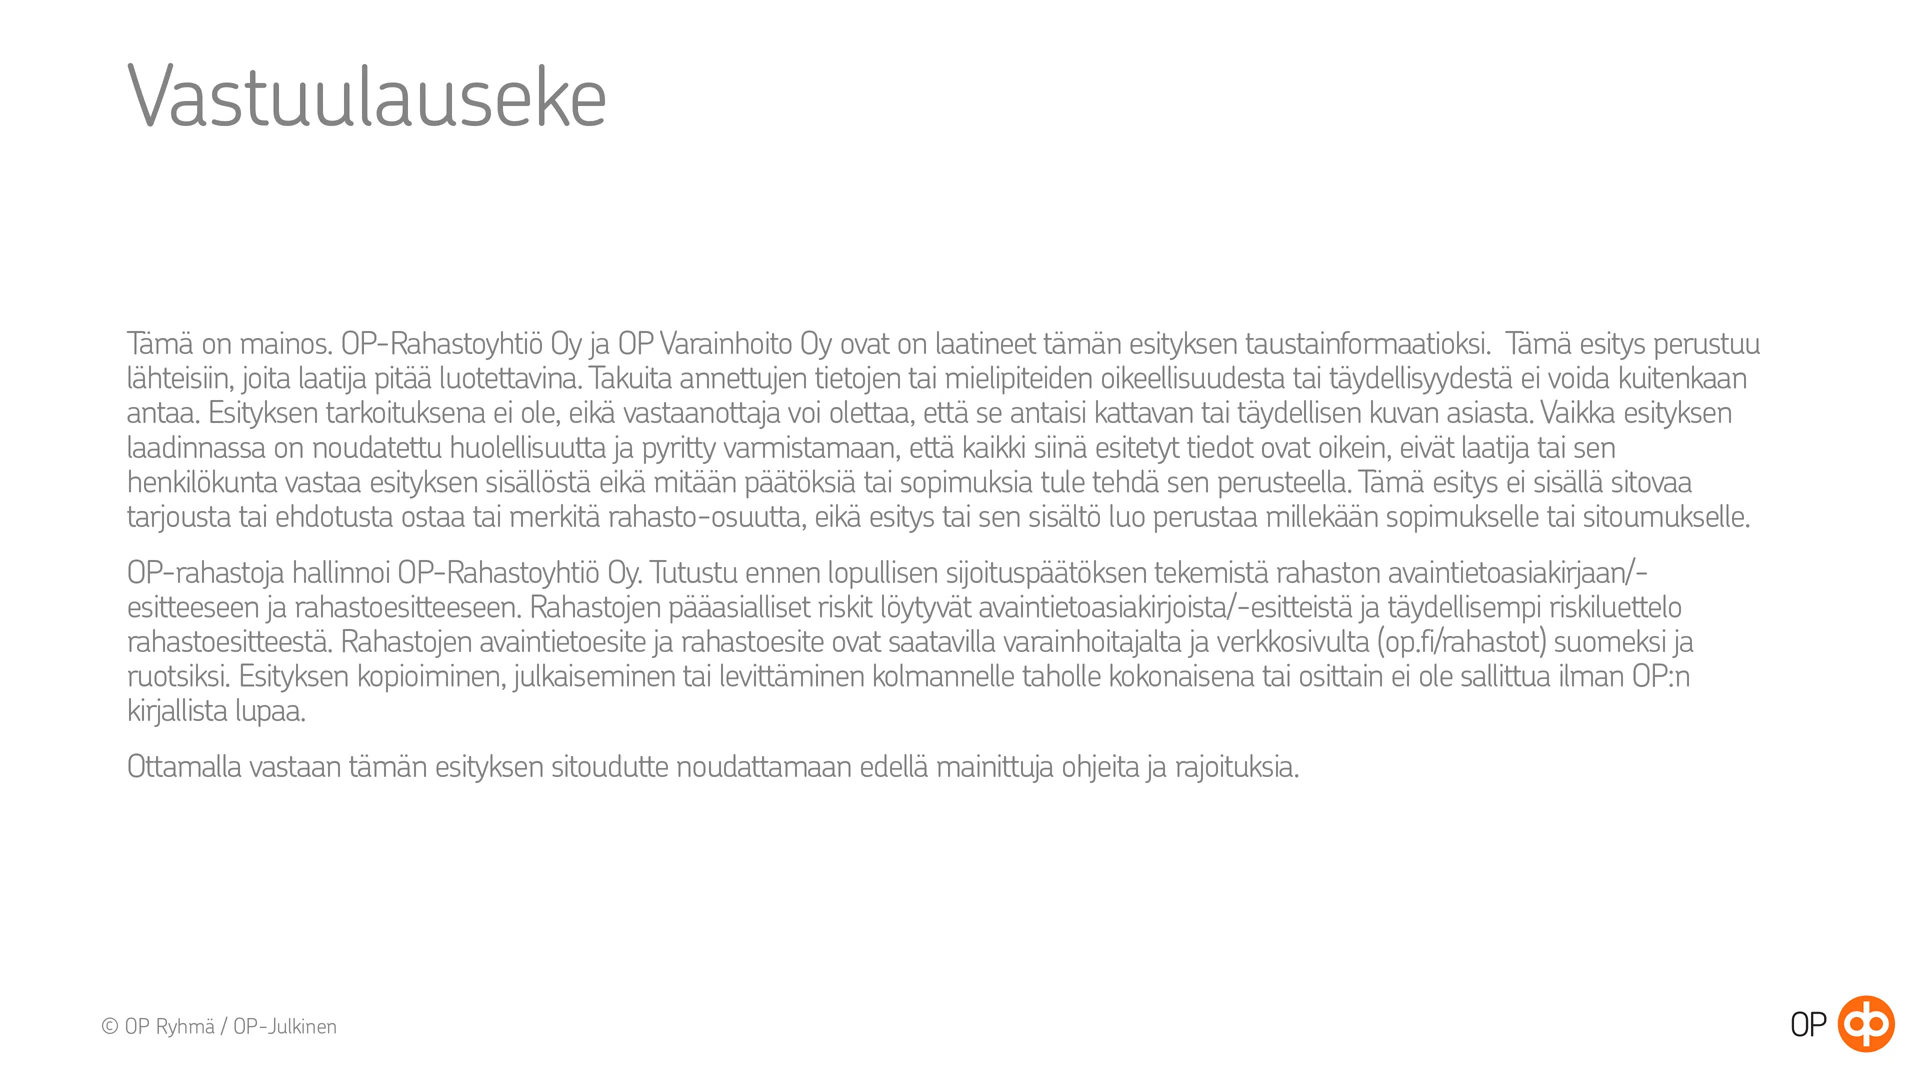 Vastuulauseke
Tämä on mainos. OP-Rahastoyhtiö Oy ja OP Varainhoito Oy ovat on laatineet tämän esityksen taustainformaatioksi.  Tämä esitys perustuu
lähteisiin, joita laatija pitää luotettavina. Takuita annettujen tietojen tai mielipiteiden oikeellisuudesta tai täydellisyydestä ei voida kuitenkaan
antaa. Esityksen tarkoituksena ei ole, eikä vastaanottaja voi olettaa, että se antaisi kattavan tai täydellisen kuvan asiasta. Vaikka esityksen
laadinnassa on noudatettu huolellisuutta ja pyritty varmistamaan, että kaikki siinä esitetyt tiedot ovat oikein, eivät laatija tai sen
henkilökunta vastaa esityksen sisällöstä eikä mitään päätöksiä tai sopimuksia tule tehdä sen perusteella. Tämä esitys ei sisällä sitovaa
tarjousta tai ehdotusta ostaa tai merkitä rahasto-osuutta, eikä esitys tai sen sisältö luo perustaa millekään sopimukselle tai sitoumukselle.
OP-rahastoja hallinnoi OP-Rahastoyhtiö Oy. Tutustu ennen lopullisen sijoituspäätöksen tekemistä rahaston avaintietoasiakirjaan/-
esitteeseen ja rahastoesitteeseen. Rahastojen pääasialliset riskit löytyvät avaintietoasiakirjoista/-esitteistä ja täydellisempi riskiluettelo
rahastoesitteestä. Rahastojen avaintietoesite ja rahastoesite ovat saatavilla varainhoitajalta ja verkkosivulta (op.fi/rahastot) suomeksi ja
ruotsiksi. Esityksen kopioiminen, julkaiseminen tai levittäminen kolmannelle taholle kokonaisena tai osittain ei ole sallittua ilman OP:n
kirjallista lupaa.
Ottamalla vastaan tämän esityksen sitoudutte noudattamaan edellä mainittuja ohjeita ja rajoituksia.
© OP Ryhmä / OP-Julkinen
OP